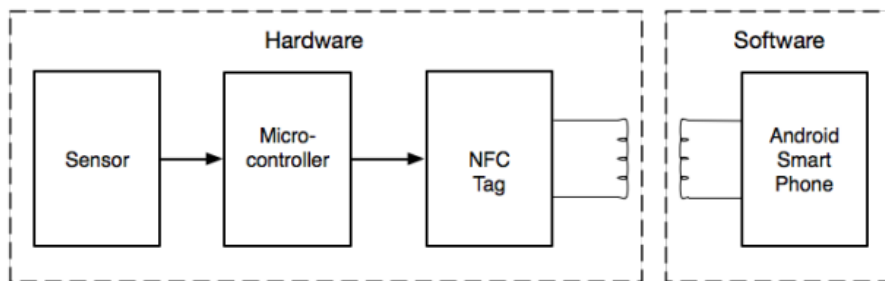 Hardware
Software
Sensor
Micro-
controller
NFC
Tag
Android
Smart
Phone